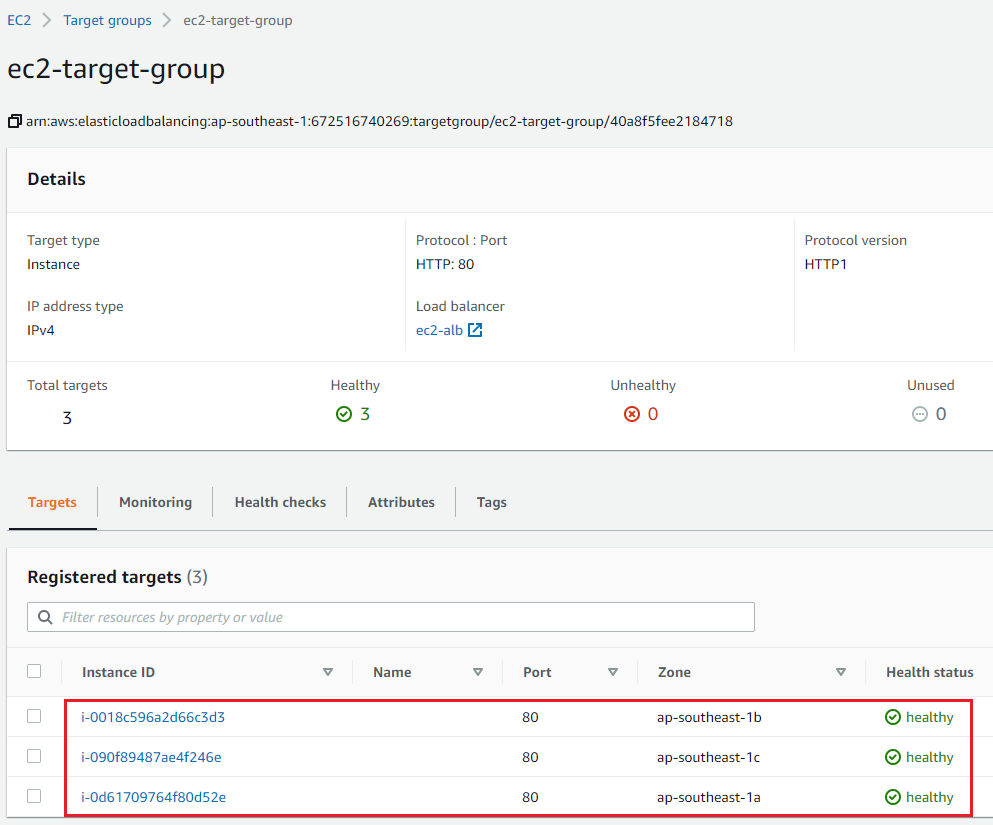 EC2 Target groups ec2-target-group
ec2-target-group
arn:aws:elasticloadbalancing:ap-southeast-1:672516740269:targetgroup/ec2-target-group/40a8f5fee2184718
Details
Target type Protocol : Port Protocol version
Instance HTTP: 80 HTTP1
IP address type Load balancer
IPv4 ec2-alb
Total targets Healthy Unhealthy Unused
3 3 0 0
Targets Monitoring Health checks Attributes Tags
Registered targets (3)
Filter resources by property or value
Instance ID Name Port Zone Health status
i-0018c596a2d66c3d3 80 ap-southeast-1b healthy
i-090f89487ae4f246e 80 ap-southeast-1c healthy
i-0d61709764f80d52e 80 ap-southeast-1a healthy